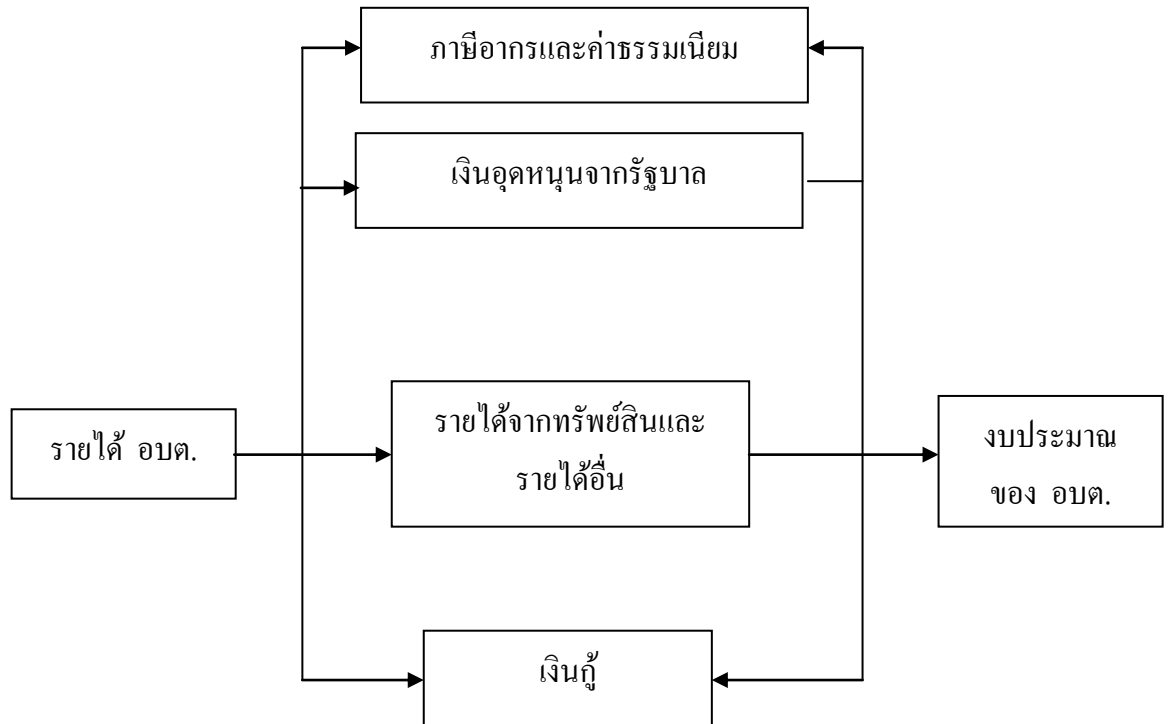 ภาษีอากรและค่าธรรมเนียม
เงินอุดหนุนจากรัฐบาล
รายได้ อบต.
รายได้จากทรัพย์สินและ
รายได้อื่น
งบประมาณ
ของ อบต.
เงินกู้